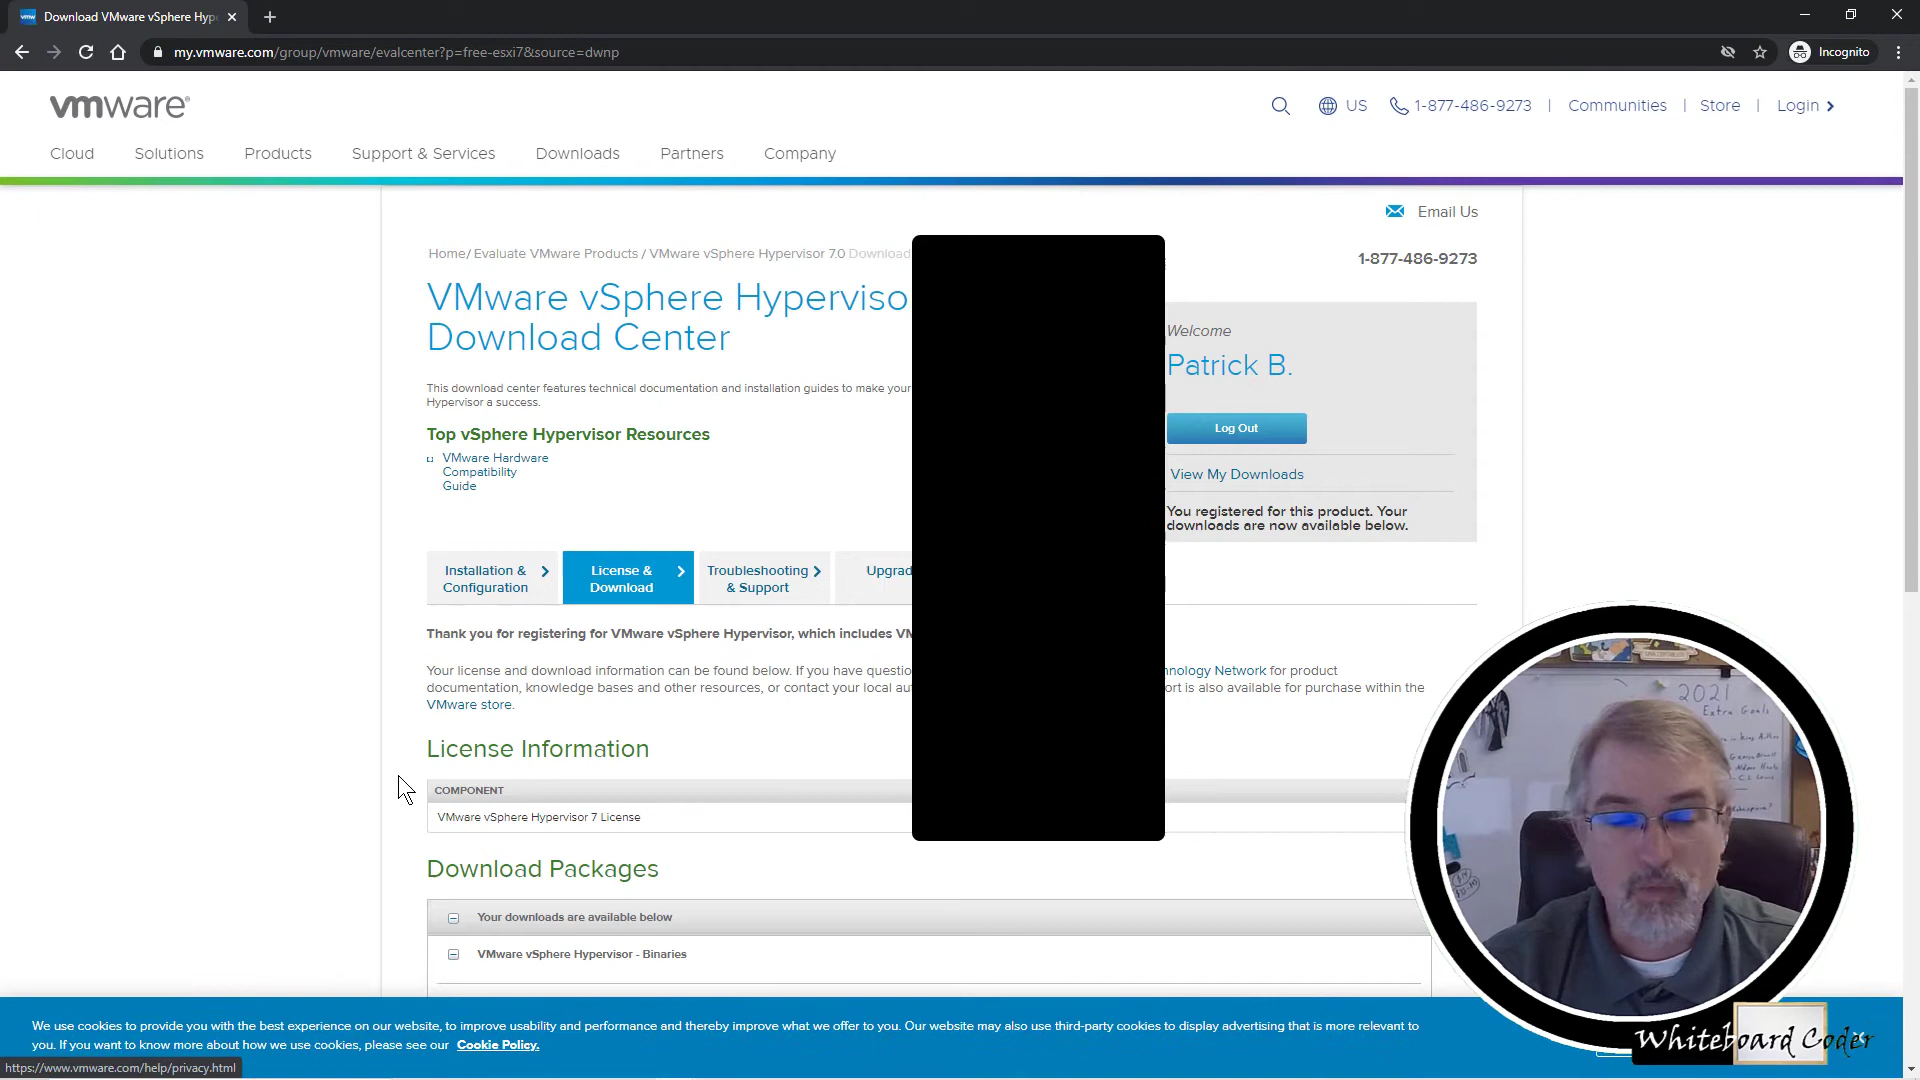 Download VMware vSphere Hyp
my.vmware.com/group/vmware/evalcenter?p=free-esxi7&source=dwnp
Incognito
vmware®
US
1-877-486-9273
Communities
Store
Login
Cloud
Solutions
Products
Support & Services
Downloads
Partners
Company
Email Us
Home/ Evaluate VMware Products / VMware vSphere Hypervisor 7.0 Download
1-877-486-9273
VMware vSphere Hyperviso
Download Center
This download center features technical documentation and installation guides to make your
Hypervisor a success.
Top vSphere Hypervisor Resources
VMware Hardware
Compatibility
Guide
Welcome
Patrick B.
Log Out
View My Downloads
You registered for this product. Your
downloads are now available below.
Installation &
Configuration
License &
Download
Troubleshooting
& Support
Upgrad
Thank you for registering for VMware vSphere Hypervisor, which includes VM
Your license and download information can be found below. If you have questio nology Network for product
documentation, knowledge bases and other resources, or contact your local au ort is also available for purchase within the
VMware store.
License Information
COMPONENT
VMware vSphere Hypervisor 7 License
Download Packages
Your downloads are available below
VMware vSphere Hypervisor - Binaries
2021
Extra Goals
We use cookies to provide you with the best experience on our website, to improve usability and performance and thereby improve what we offer to you. Our website may also use third-party cookies to display advertising that is more relevant to
you. If you want to know more about how we use cookies, please see our Cookie Policy.
Whiteboard Coder
https://www.vmware.com/help/privacy.html